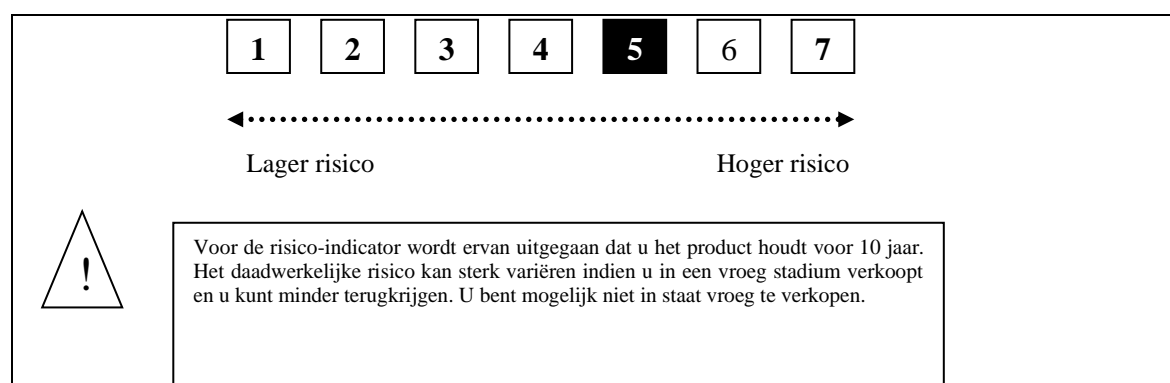 1 2 3 4 5 6 7
Lager risico Hoger risico
!
Voor de risico-indicator wordt ervan uitgegaan dat u het product houdt voor 10 jaar.
Het daadwerkelijke risico kan sterk variëren indien u in een vroeg stadium verkoopt
en u kunt minder terugkrijgen. U bent mogelijk niet in staat vroeg te verkopen.